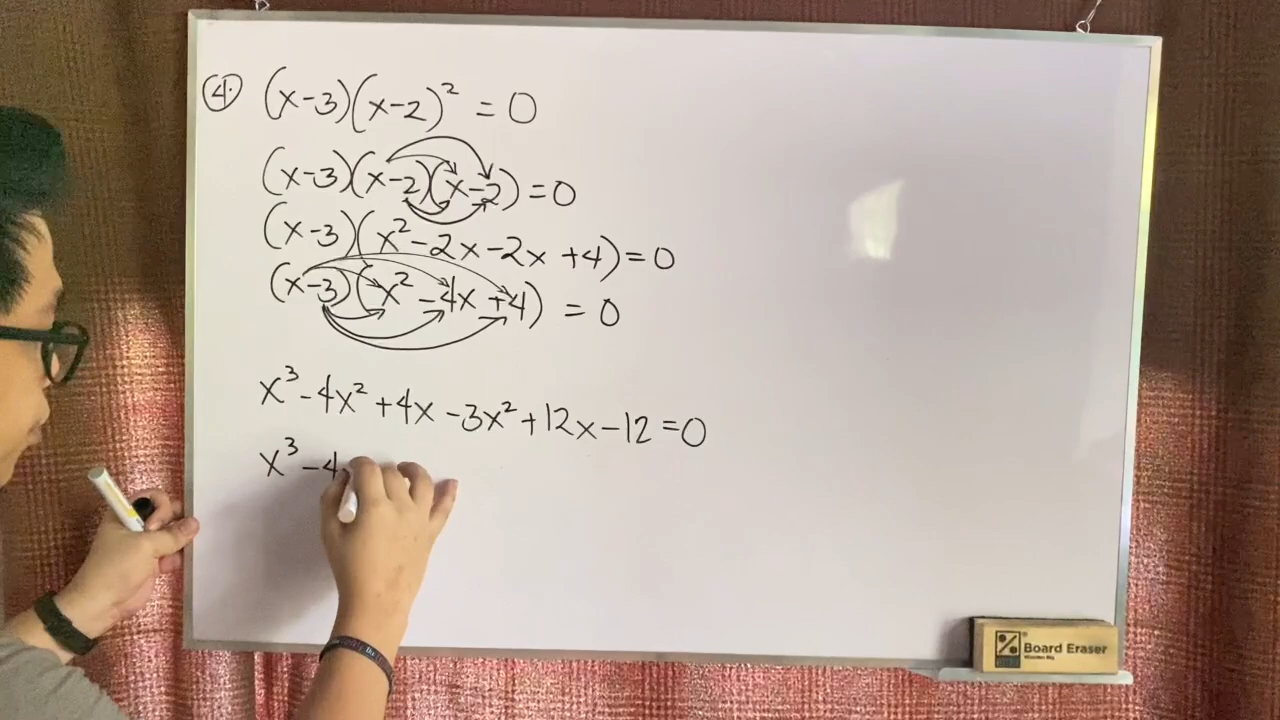 4. (x-3)(x-2)² = 0
(x-3)(x-2)(x-2) = 0
(x-3)(x²-2x-2x+4) = 0
(x-3)(x²-4x+4) = 0
x³-4x²+4x-3x²+12x-12=0
x³-4
Board Eraser